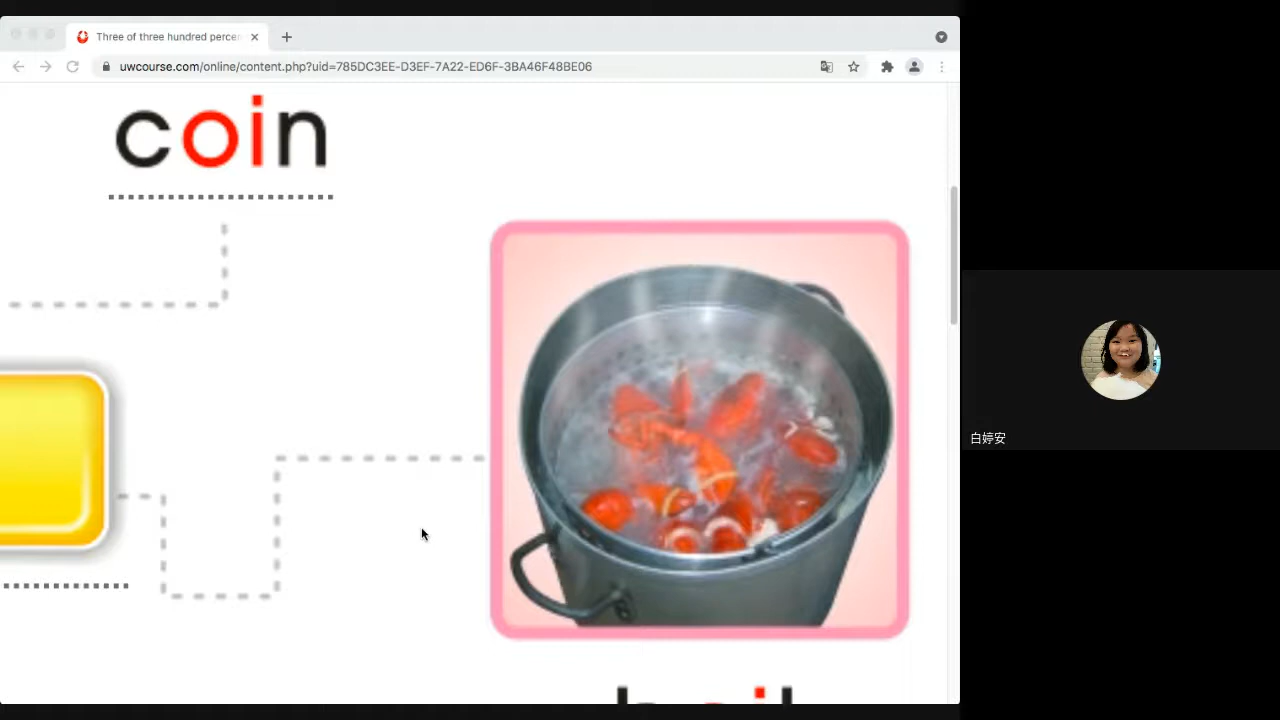 Three of three hundred percen
uwcourse.com/online/content.php?uid=785DC3EE-D3EF-7A22-ED6F-3BA46F48BE06
coin
白婷安